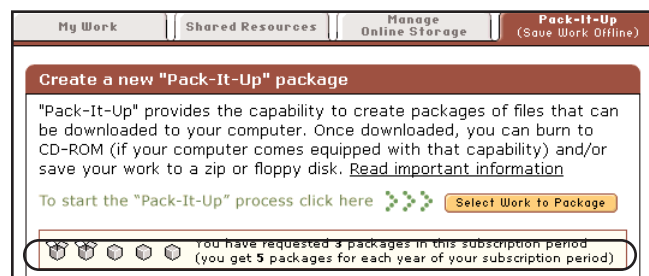 My Work
Shared Resources
Manage
Online Storage
Pack-It-Up
(Save Work Offline)
Create a new "Pack-It-Up" package
"Pack-It-Up" provides the capability to create packages of files that can
be downloaded to your computer. Once downloaded, you can burn to
CD-ROM (if your computer comes equipped with that capability) and/or
save your work to a zip or floppy disk. Read important information
To start the "Pack-It-Up" process click here >>> Select Work to Package
You have requested 3 packages in this subscription period
(you get 5 packages for each year of your subscription period)